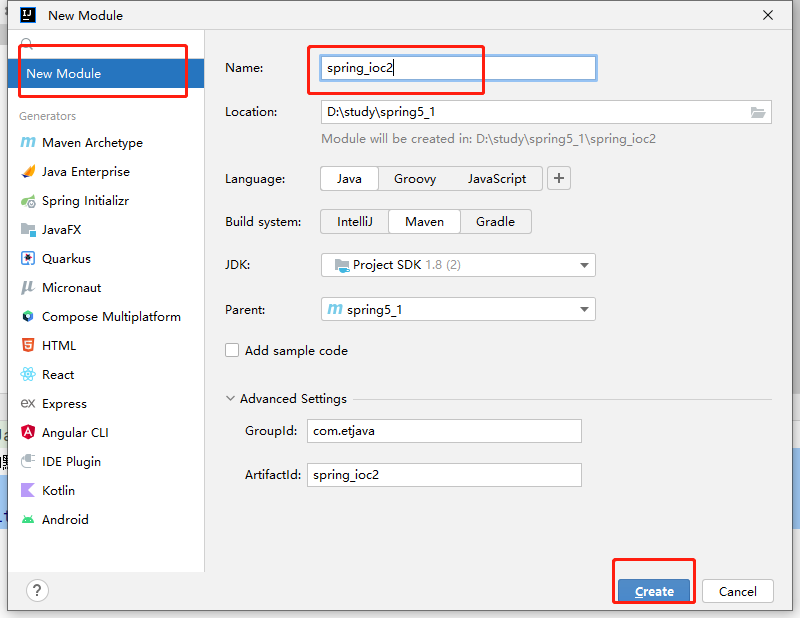 New Module
New Module
Generators
Maven Archetype
Java Enterprise
Spring Initializr
JavaFX
Quarkus
Micronaut
Compose Multiplatform
HTML
React
Express
Angular CLI
IDE Plugin
Kotlin
Android
Name: spring_ioc2
Location: D:\study\spring5_1
Module will be created in: D:\study\spring5_1\spring_ioc2
Language: Java Groovy JavaScript +
Build system: IntelliJ Maven Gradle
JDK: Project SDK 1.8 (2)
Parent: spring5_1
Add sample code
Advanced Settings
GroupId: com.etjava
ArtifactId: spring_ioc2
? Create Cancel